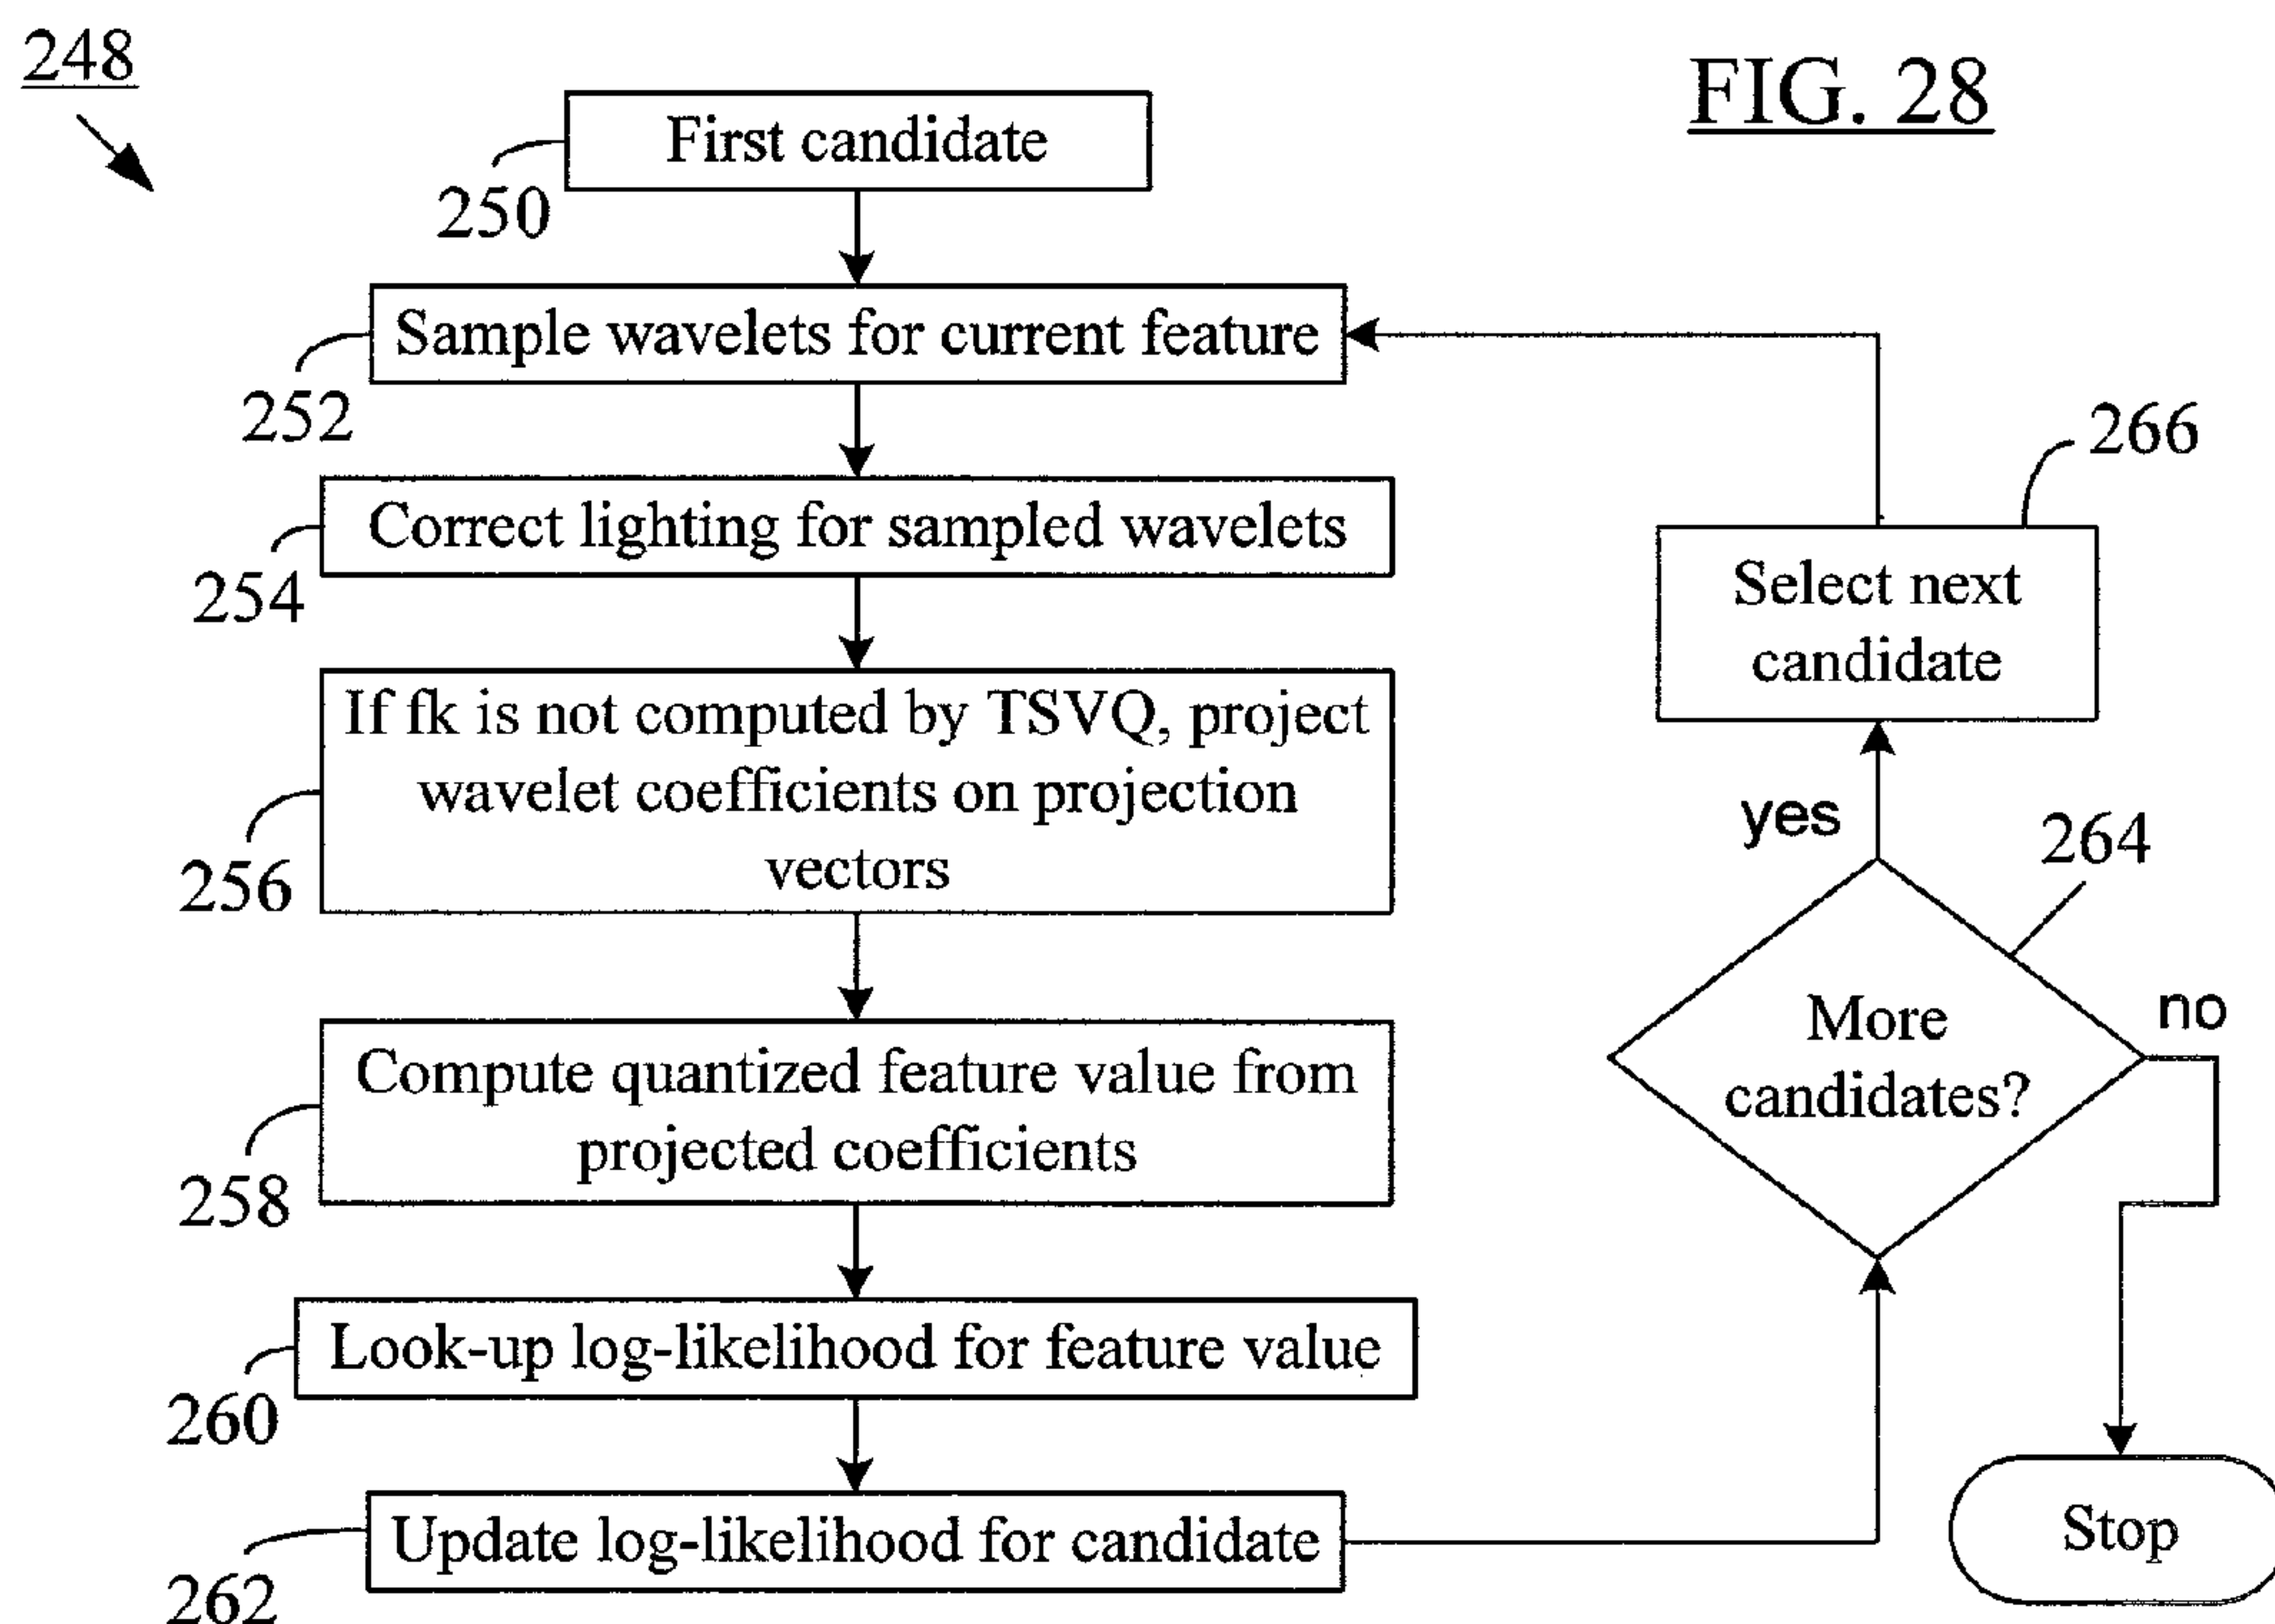 248
FIG. 28
First candidate
250
Sample wavelets for current feature
252
Correct lighting for sampled wavelets
254
If fk is not computed by TSVQ, project
wavelet coefficients on projection
vectors
256
Compute quantized feature value from
projected coefficients
258
Look-up log-likelihood for feature value
260
Update log-likelihood for candidate
262
266
Select next
candidate
yes
264
More
candidates?
no
Stop